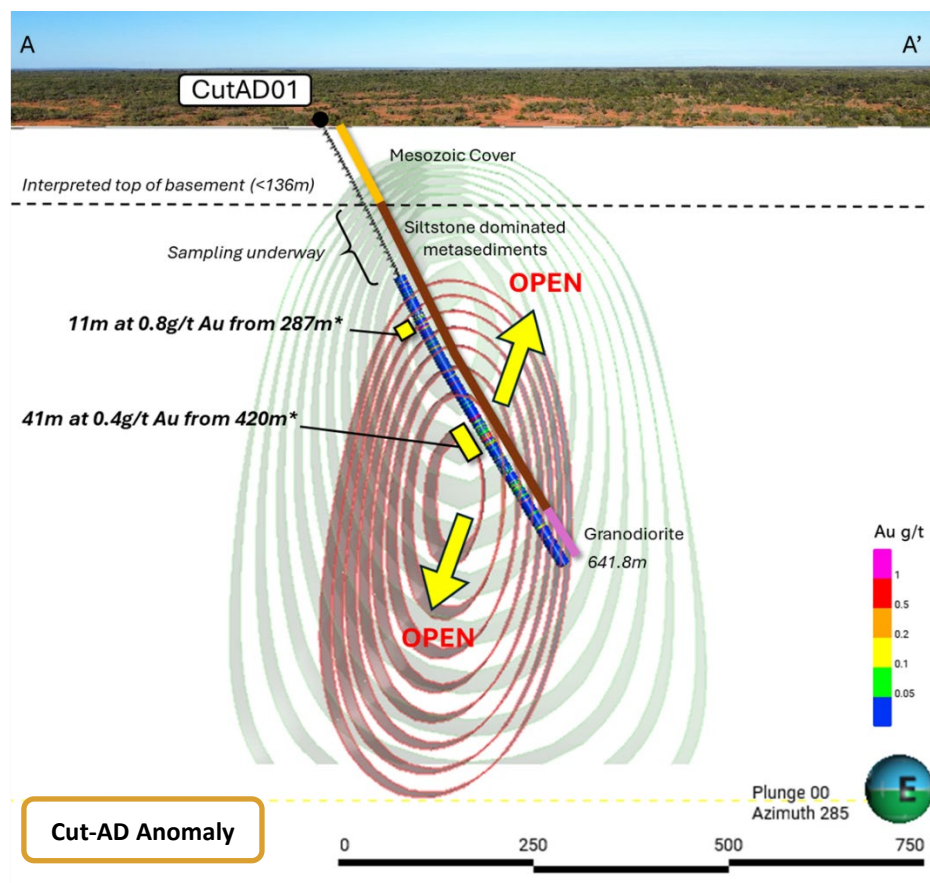 A
A’
CutAD01
Mesozoic Cover
Interpreted top of basement (<136m)
Siltstone dominated
metasediments
Sampling underway
OPEN
11m at 0.8g/t Au from 287m*
41m at 0.4g/t Au from 420m*
Granodiorite
641.8m
OPEN
Au g/t
1
0.5
0.2
0.1
0.05
E
Plunge 00
Azimuth 285
Cut-AD Anomaly
0
250
500
750